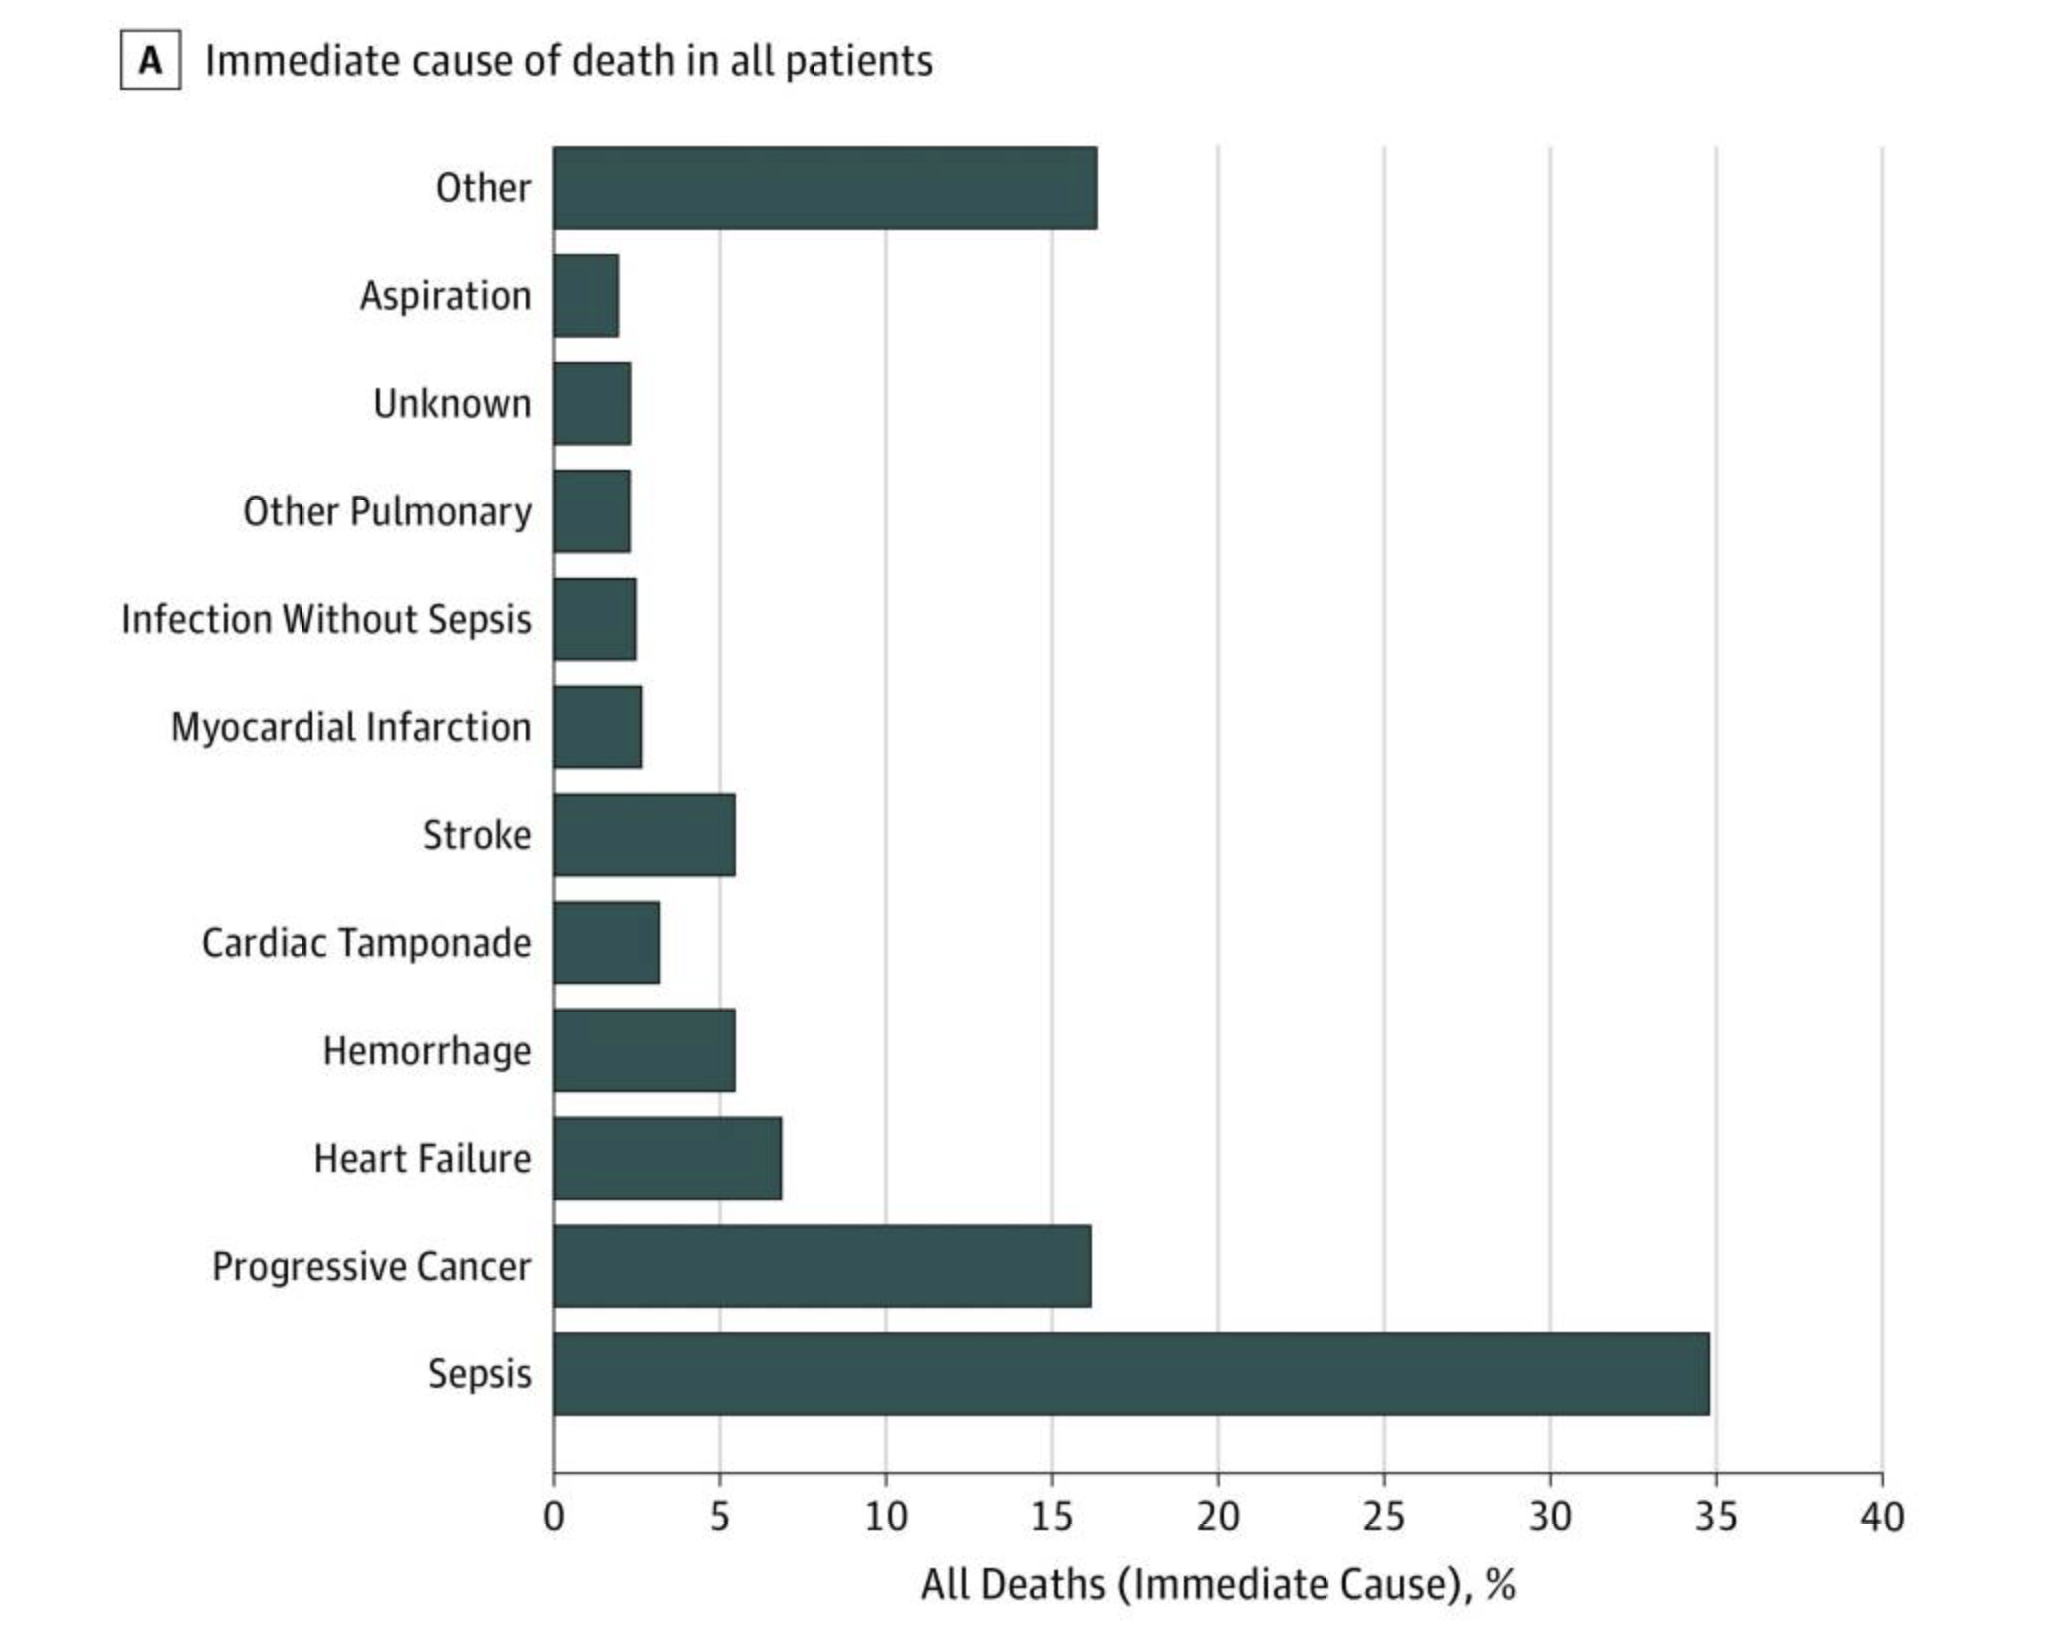 A Immediate cause of death in all patients
Other
Aspiration
Unknown
Other Pulmonary
Infection Without Sepsis
Myocardial Infarction
Stroke
Cardiac Tamponade
Hemorrhage
Heart Failure
Progressive Cancer
Sepsis
0 5 10 15 20 25 30 35 40
All Deaths (Immediate Cause), %